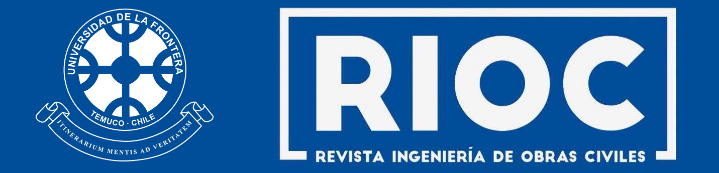 UNIVERSIDAD DE LA FRONTERA
TEMUCO - CHILE
ITINERARIUM MENTIS AD VERITATEM
RIOC
REVISTA INGENIERÍA DE OBRAS CIVILES